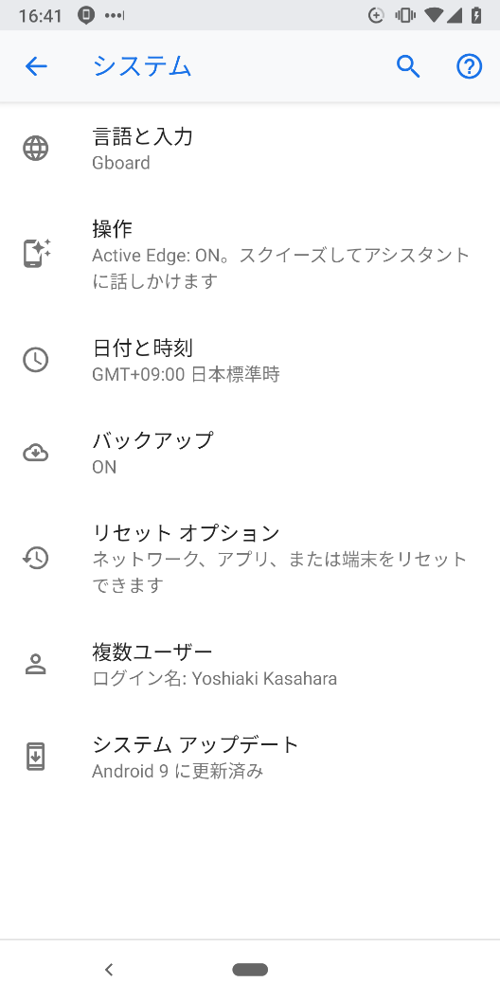 16:41
システム
言語と入力
Gboard
操作
Active Edge: ON。スクイーズしてアシスタント
に話しかけます
日付と時刻
GMT+09:00 日本標準時
バックアップ
ON
リセット オプション
ネットワーク、アプリ、または端末をリセット
できます
複数ユーザー
ログイン名: Yoshiaki Kasahara
システム アップデート
Android 9 に更新済み